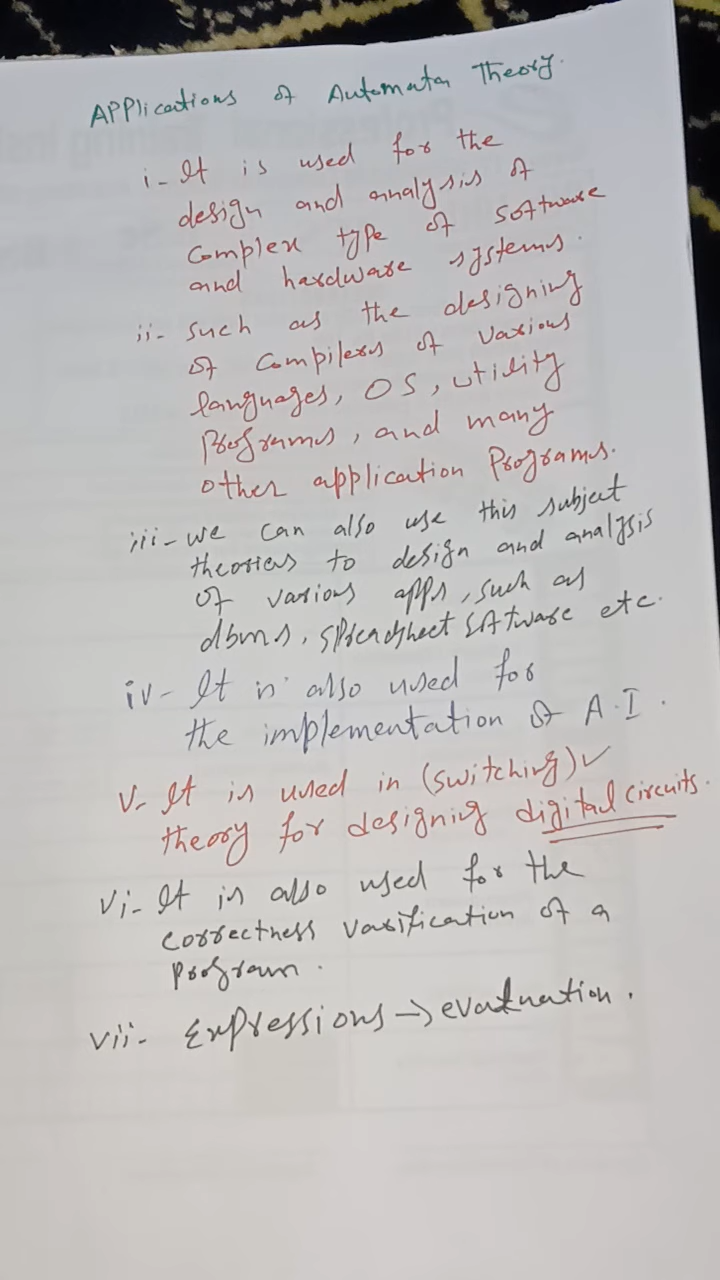 APPlications of Automata Theory.
i- It is used for the
design and analysis of
Complex type of software
and hardware systems.
ii- Such as the designing
of Compilers of various
languages, OS, utility
Programs, and many
other application Programs.
iii- we can also use this subject
theories to design and analysis
of various apps, such as
dbms, spreadsheet software etc.
iv- It is also used for
the implementation of A.I.
v- It is used in (switching)✓
theory for designing digital circuits.
vi- It is also used for the
correctness varification of a
Program.
vii- Expressions → evaluation.